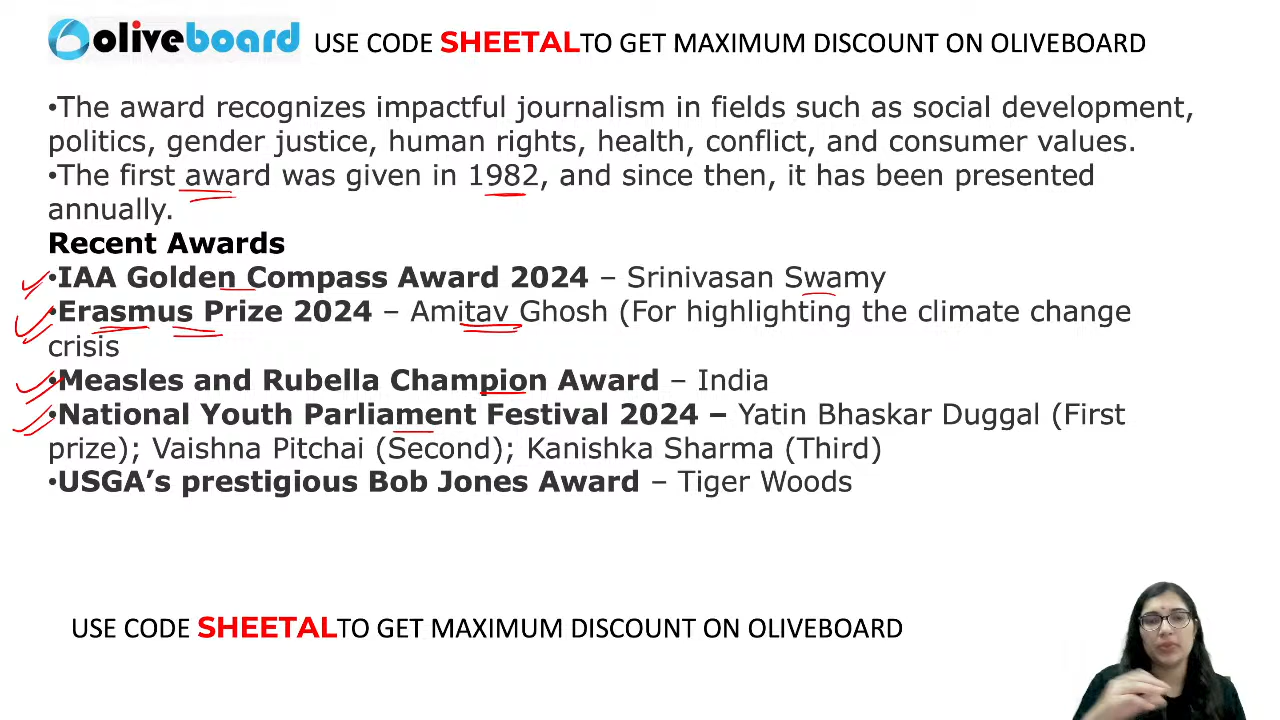 oliveboard USE CODE SHEETAL TO GET MAXIMUM DISCOUNT ON OLIVEBOARD
•The award recognizes impactful journalism in fields such as social development,
politics, gender justice, human rights, health, conflict, and consumer values.
•The first award was given in 1982, and since then, it has been presented
annually.
Recent Awards
•IAA Golden Compass Award 2024 – Srinivasan Swamy
•Erasmus Prize 2024 – Amitav Ghosh (For highlighting the climate change
crisis
•Measles and Rubella Champion Award – India
•National Youth Parliament Festival 2024 – Yatin Bhaskar Duggal (First
prize); Vaishna Pitchai (Second); Kanishka Sharma (Third)
•USGA’s prestigious Bob Jones Award – Tiger Woods
USE CODE SHEETAL TO GET MAXIMUM DISCOUNT ON OLIVEBOARD